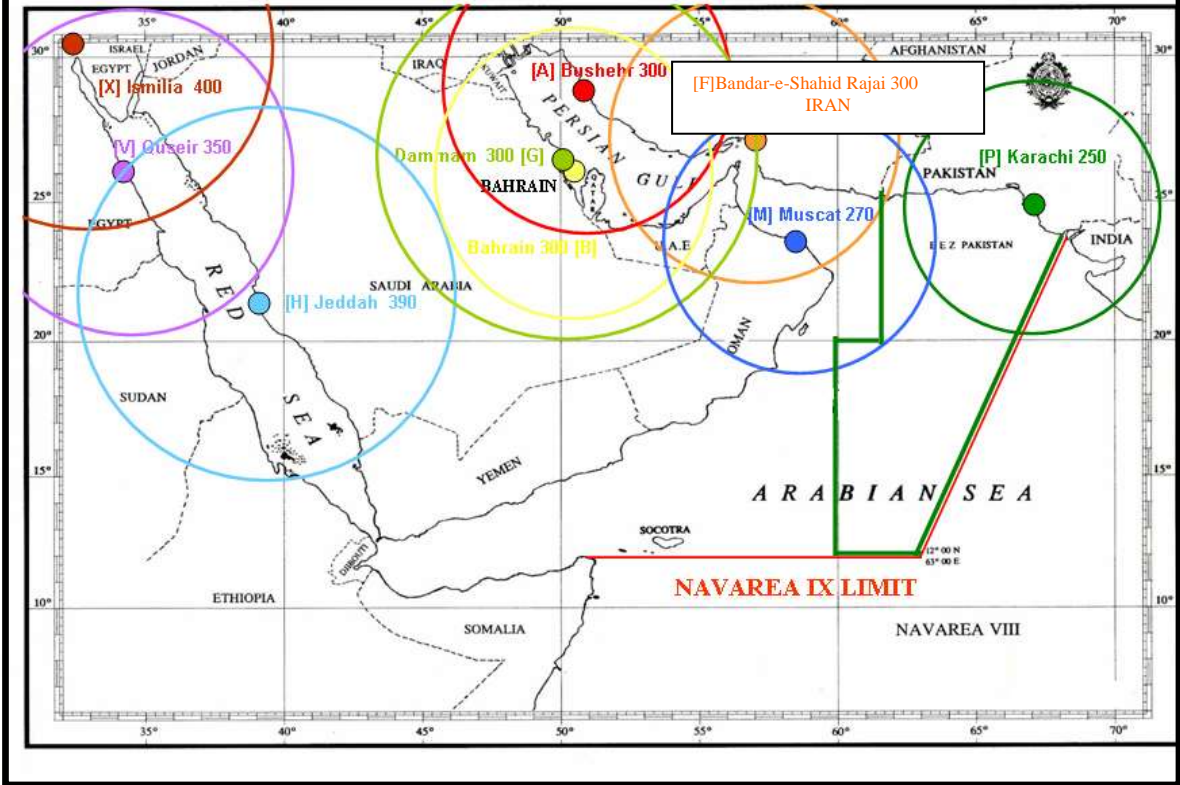 35°
40°
45°
50°
55°
60°
65°
70°
30°
ISRAEL
JORDAN
IRAQ
KUWAIT
AFGHANISTAN
30°
EGYPT
[A] Bushehr 300
[F]Bandar-e-Shahid Rajai 300
IRAN
[X] Ismilia 400
PERSIAN
GULF
[V] Quseir 350
Dammam 300 [G]
[P] Karachi 250
BAHRAIN
QATAR
PAKISTAN
25°
25°
EGYPT
[M] Muscat 270
U.A.E
Bahrain 300 [B]
E E Z PAKISTAN
INDIA
RED
SEA
[H] Jeddah 390
SAUDI ARABIA
OMAN
20°
20°
SUDAN
15°
YEMEN
15°
ARABIAN SEA
SOCOTRA
DJIBOUTI
12° 00 N
63° 00 E
NAVAREA IX LIMIT
ETHIOPIA
10°
10°
SOMALIA
NAVAREA VIII
35°
40°
45°
50°
55°
60°
65°
70°